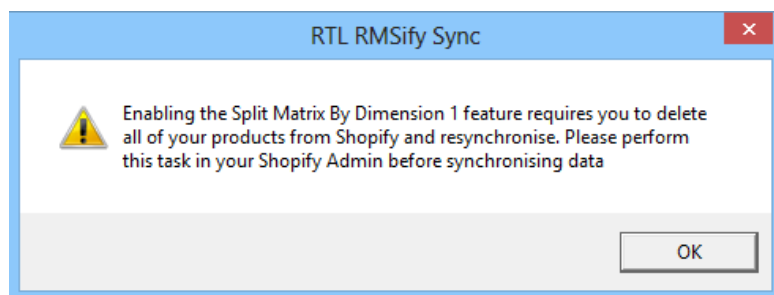 RTL RMSify Sync
Enabling the Split Matrix By Dimension 1 feature requires you to delete
all of your products from Shopify and resynchronise. Please perform
this task in your Shopify Admin before synchronising data
OK